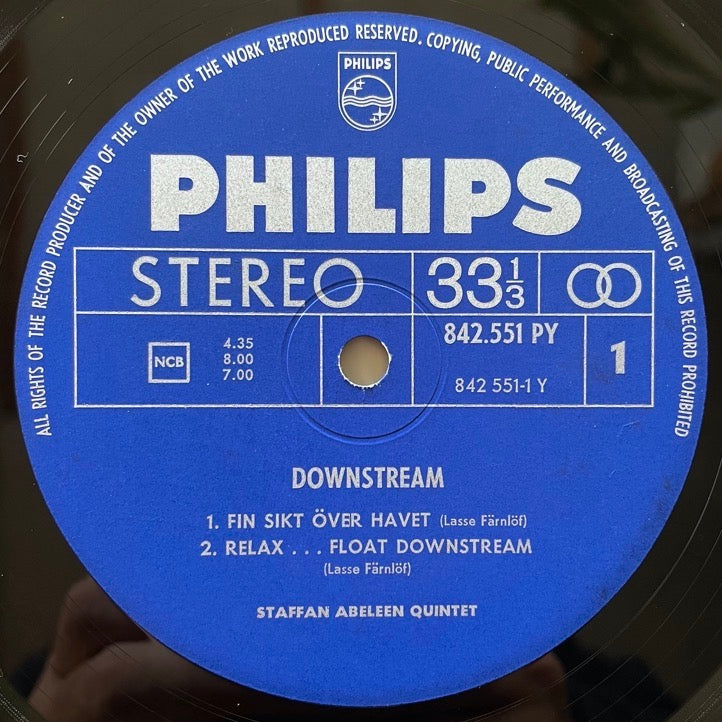 ALL RIGHTS OF THE RECORD PRODUCER AND OF THE OWNER OF THE WORK REPRODUCED RESERVED. COPYING, PUBLIC PERFORMANCE AND BROADCASTING OF THIS RECORD PROHIBITED
PHILIPS
PHILIPS
STEREO 33 1/3
NCB
4.35
8.00
7.00
842.551 PY
842 551-1 Y
1
DOWNSTREAM
1. FIN SIKT ÖVER HAVET (Lasse Färnlöf)
2. RELAX . . . FLOAT DOWNSTREAM
(Lasse Färnlöf)
STAFFAN ABELEEN QUINTET